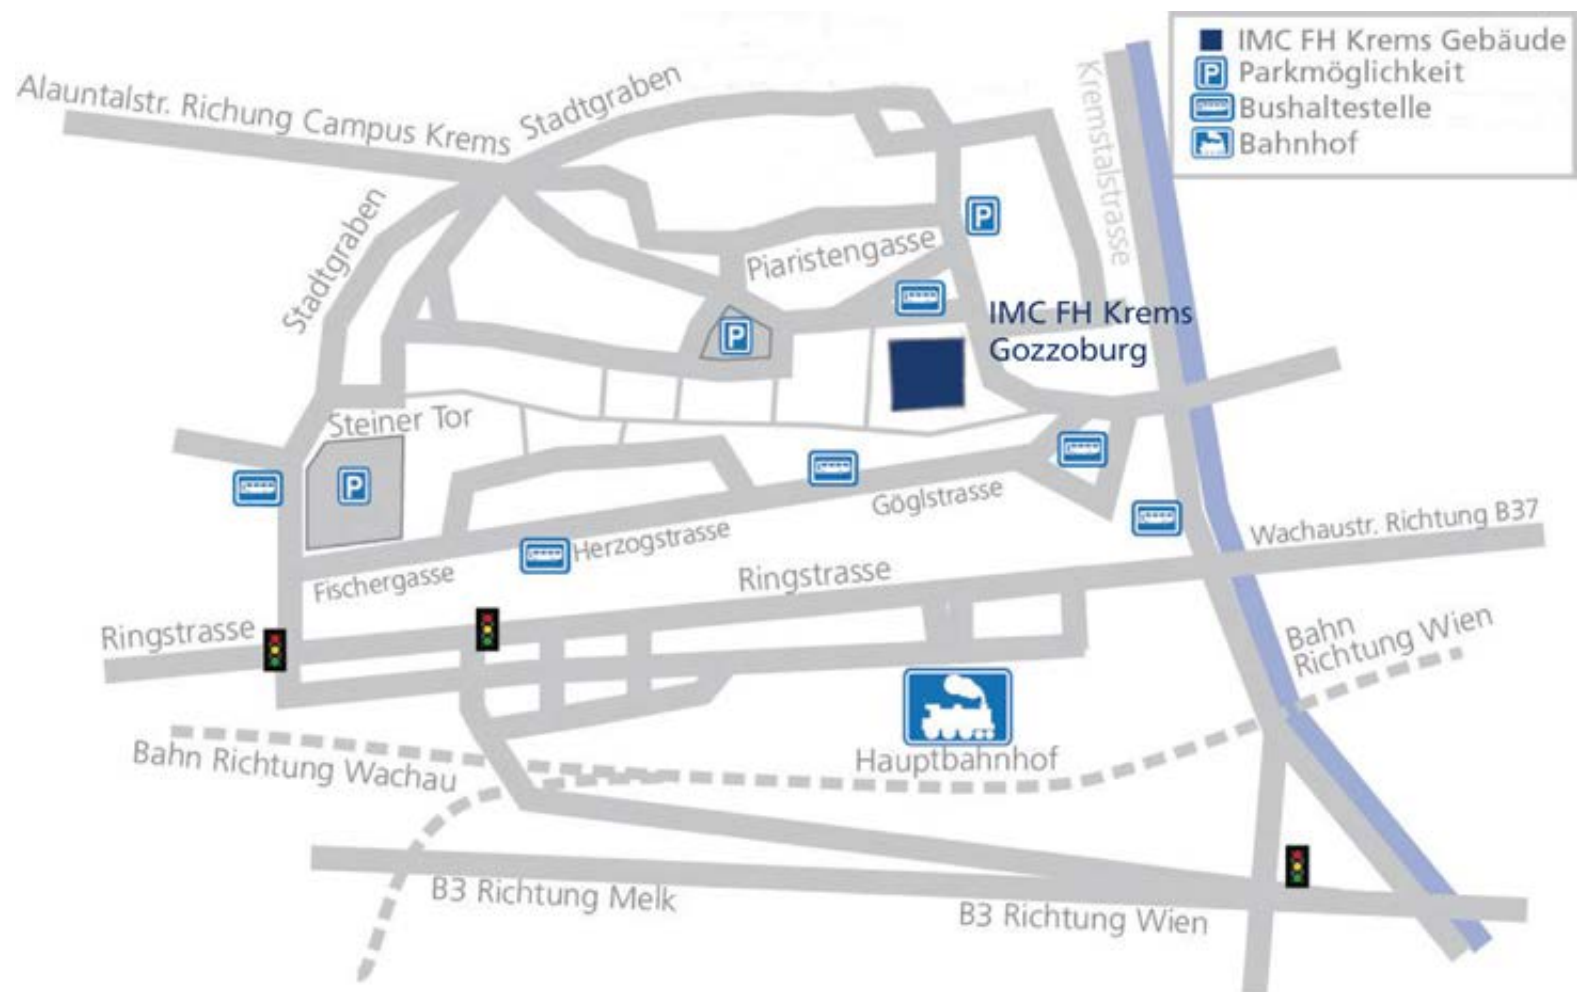 IMC FH Krems Gebäude
P Parkmöglichkeit
Bushaltestelle
Bahnhof
Alauntalstr. Richung Campus Krems
Stadtgraben
Kremstalstrasse
Stadtgraben
P
Piaristengasse
IMC FH Krems
Gozzoburg
P
Steiner Tor
P
Göglstrasse
Herzogstrasse
Wachaustr. Richtung B37
Fischergasse
Ringstrasse
Ringstrasse
Bahn
Richtung Wien
Hauptbahnhof
Bahn Richtung Wachau
B3 Richtung Melk
B3 Richtung Wien